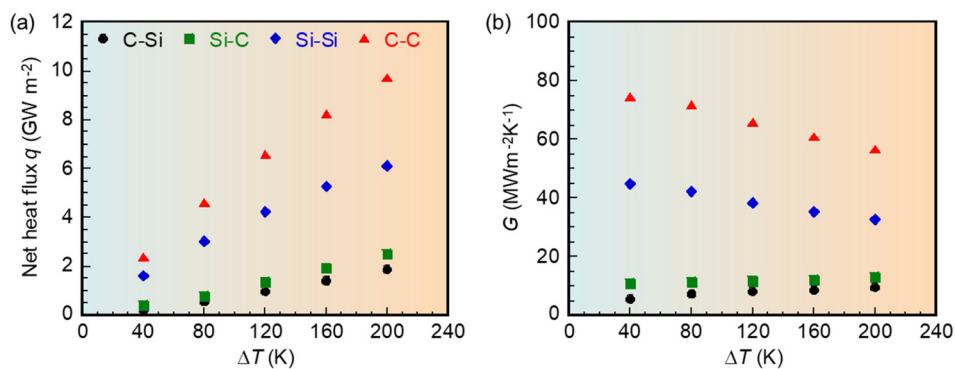 (a)
12
10
8
6
4
2
0
Net heat flux q (GW m-2)
C-Si Si-C Si-Si C-C
0 40 80 120 160 200 240
ΔT (K)
(b)
100
80
60
40
20
0
G (MWm-2K-1)
0 40 80 120 160 200 240
ΔT (K)